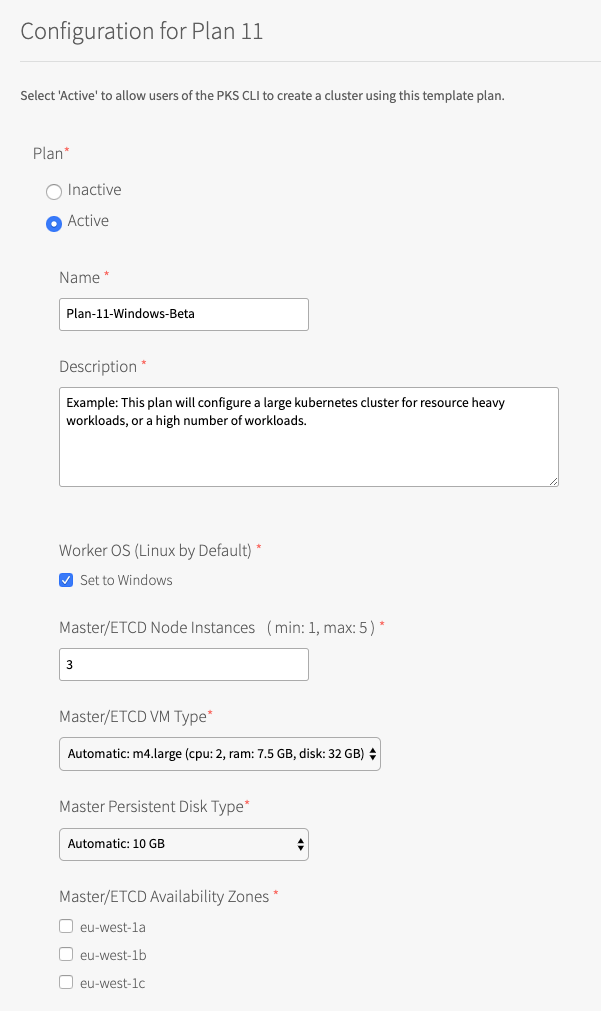 Configuration for Plan 11
Select 'Active' to allow users of the PKS CLI to create a cluster using this template plan.
Plan*
Inactive
Active
Name *
Plan-11-Windows-Beta
Description *
Example: This plan will configure a large kubernetes cluster for resource heavy
workloads, or a high number of workloads.
Worker OS (Linux by Default) *
Set to Windows
Master/ETCD Node Instances ( min: 1, max: 5 ) *
3
Master/ETCD VM Type*
Automatic: m4.large (cpu: 2, ram: 7.5 GB, disk: 32 GB)
Master Persistent Disk Type*
Automatic: 10 GB
Master/ETCD Availability Zones *
eu-west-1a
eu-west-1b
eu-west-1c